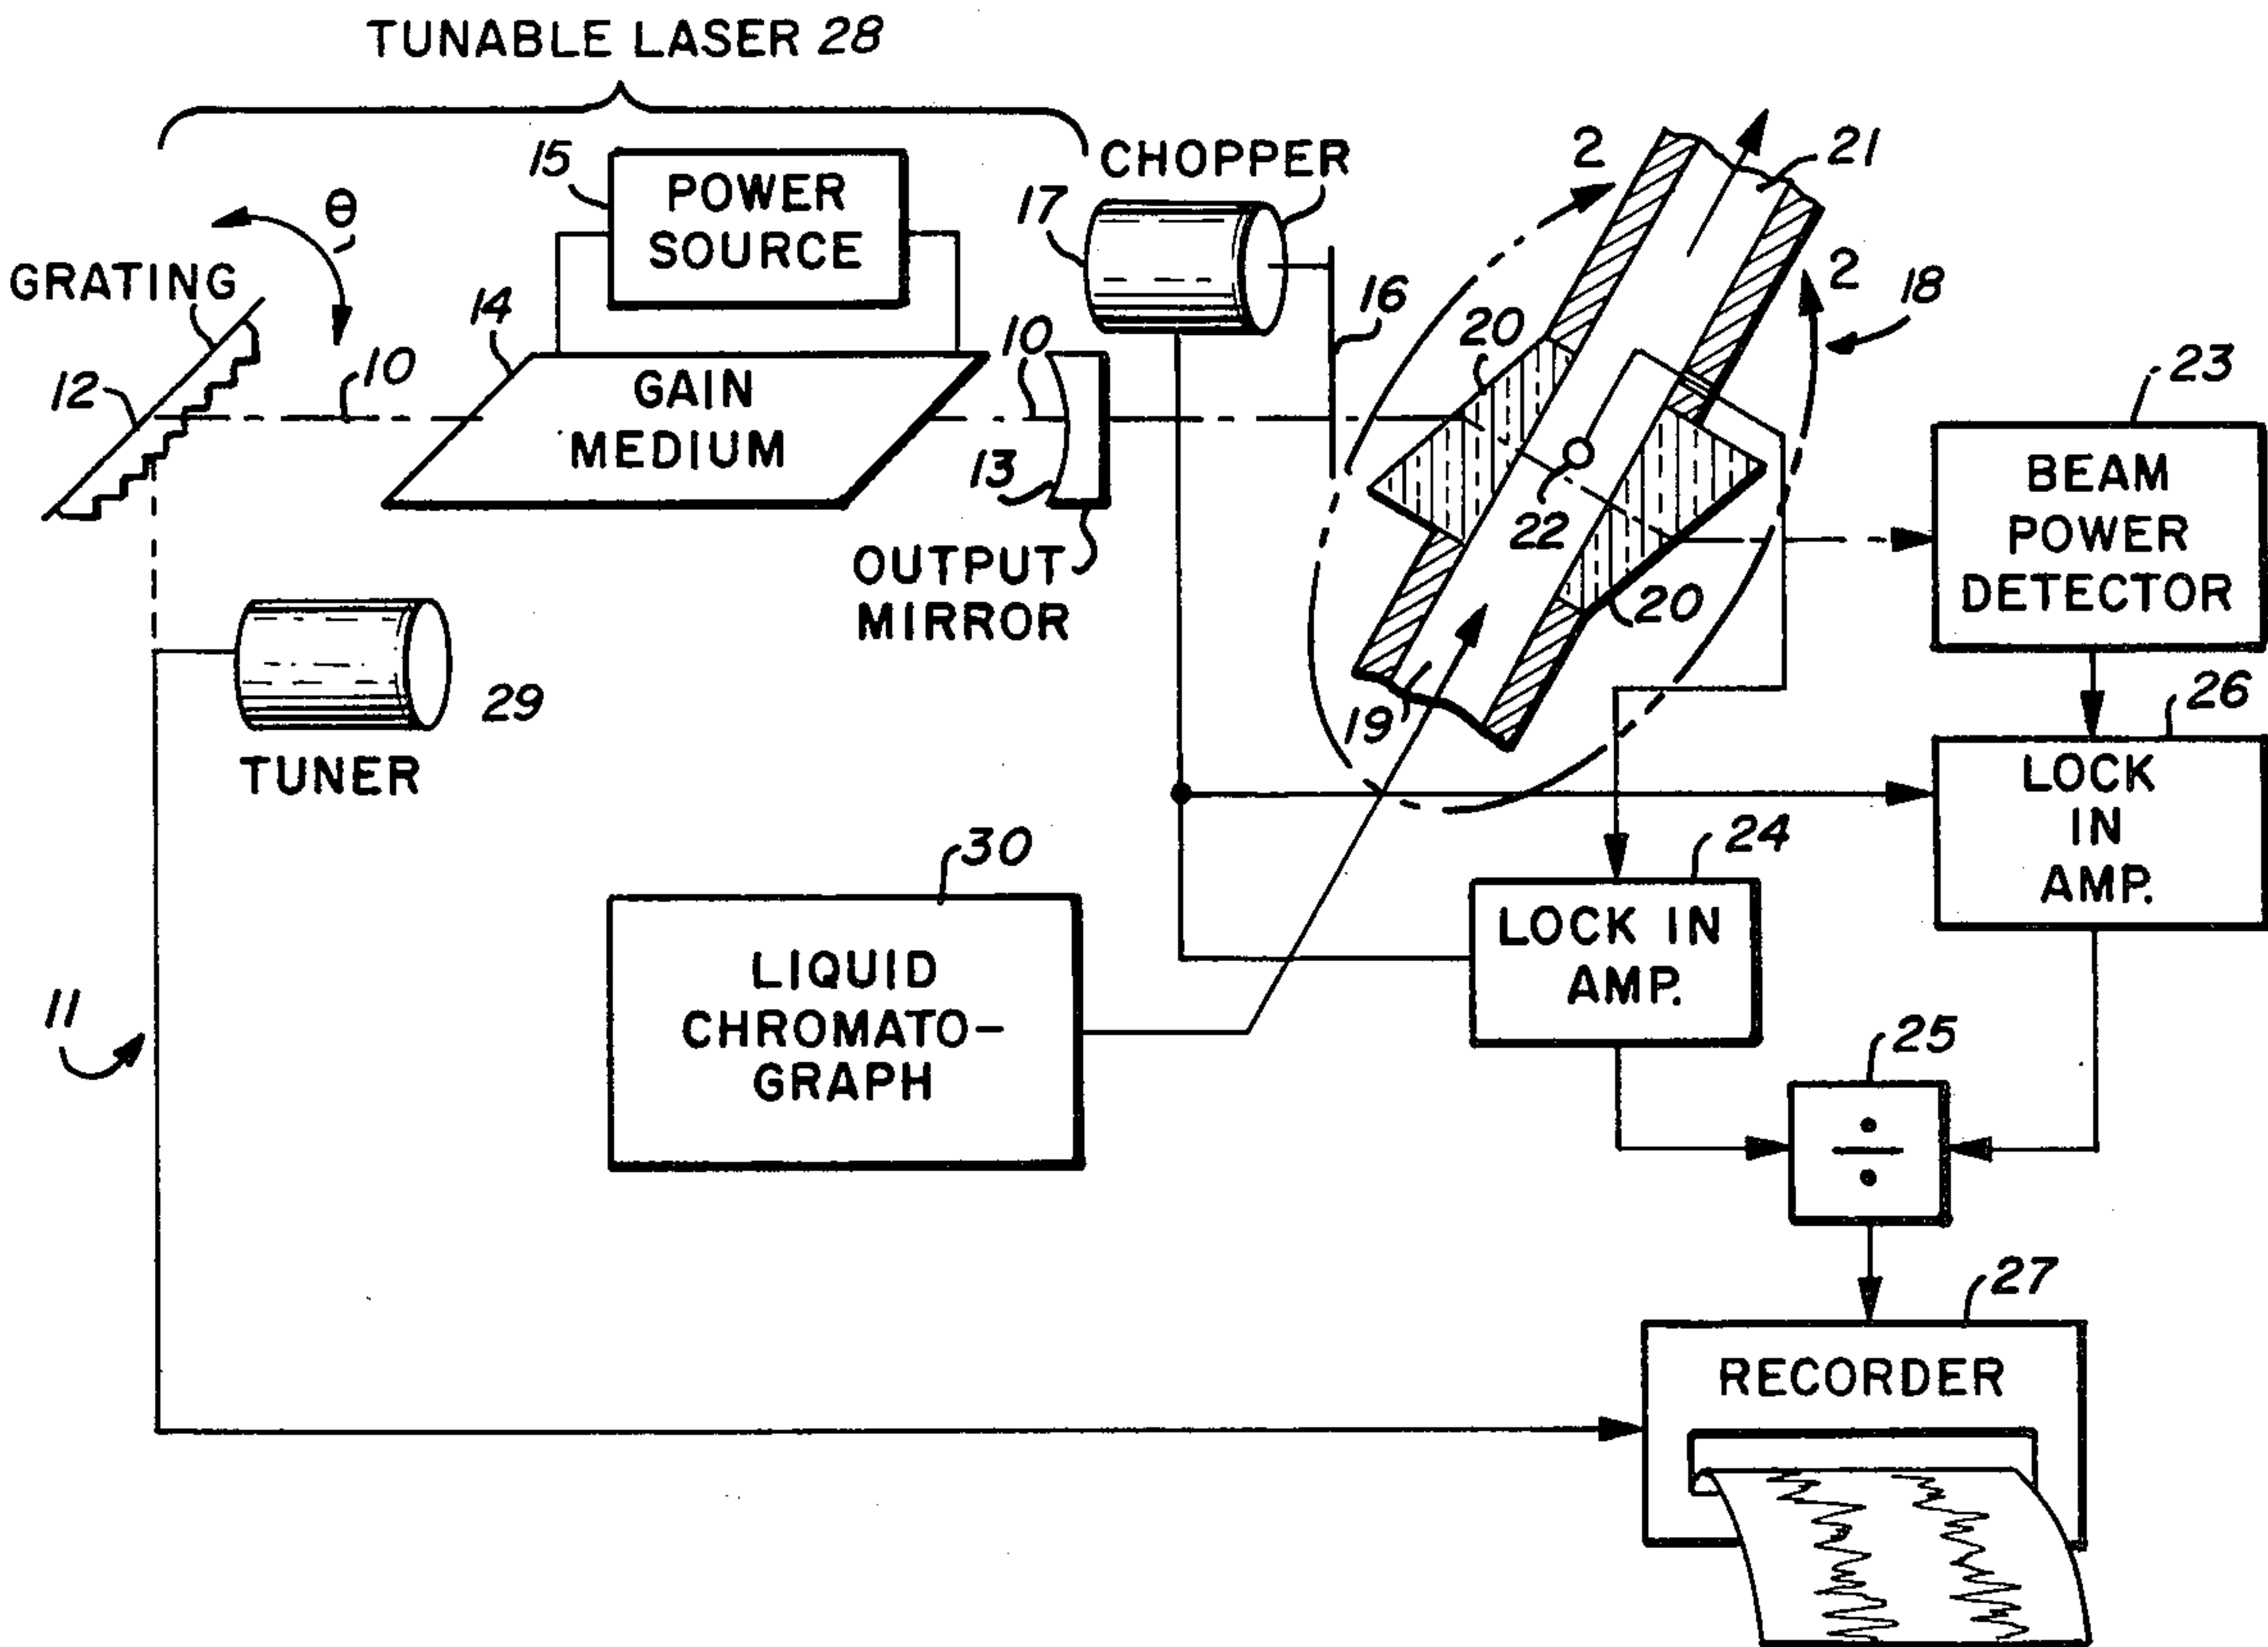 TUNABLE LASER 28
15
POWER
SOURCE
CHOPPER
17
2
21
θ
GRATING
14
10
16
20
2
18
12
10
GAIN
MEDIUM
13
22
23
BEAM
POWER
DETECTOR
OUTPUT
MIRROR
20
29
TUNER
19
26
LOCK
IN
AMP.
30
24
LIQUID
CHROMATO-
GRAPH
LOCK IN
AMP.
11
25
÷
27
RECORDER